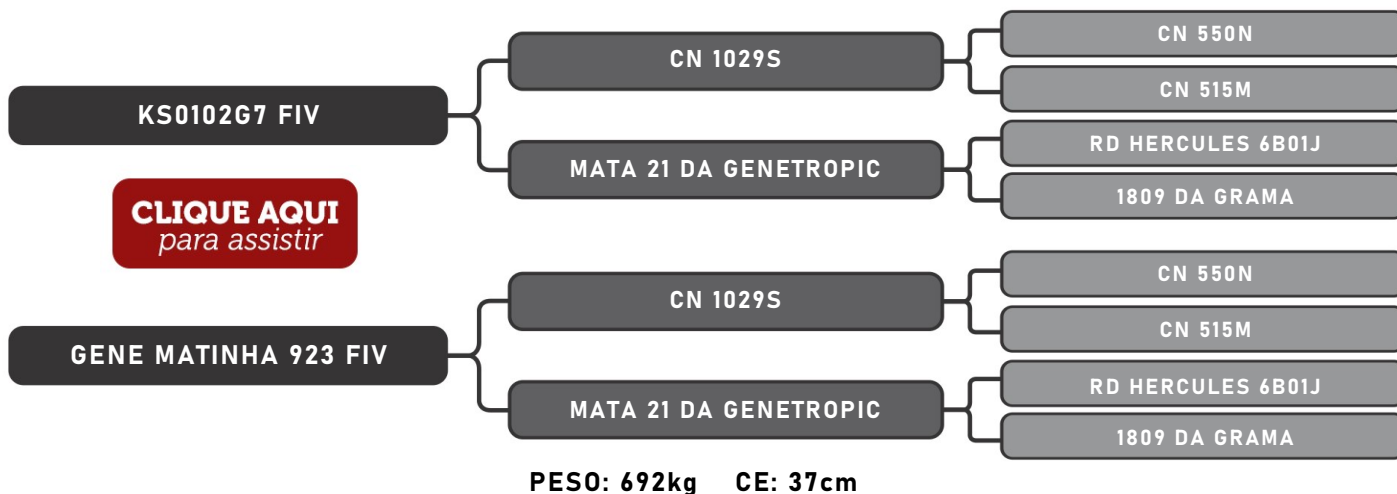 CN 550N
CN 1029S
CN 515M
KS0102G7 FIV
RD HERCULES 6B01J
MATA 21 DA GENETROPIC
1809 DA GRAMA
CLIQUE AQUI
para assistir
CN 550N
CN 1029S
CN 515M
GENE MATINHA 923 FIV
RD HERCULES 6B01J
MATA 21 DA GENETROPIC
1809 DA GRAMA
PESO: 692kg CE: 37cm